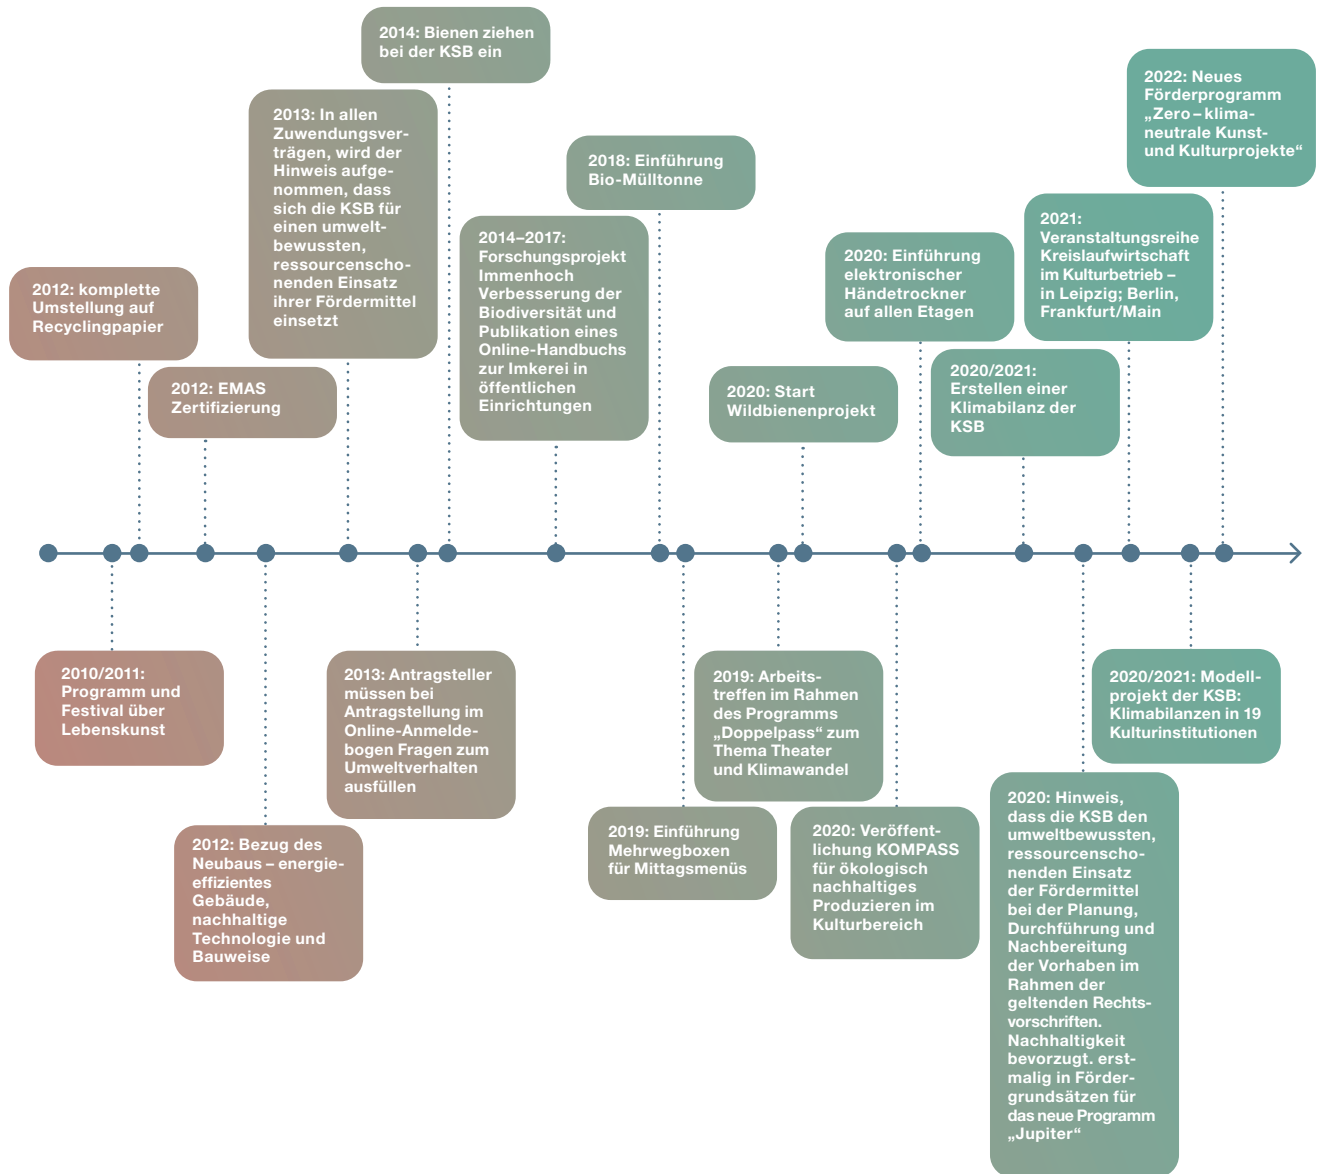 2014: Bienen ziehen
bei der KSB ein
2022: Neues
Förderprogramm
„Zero – klima-
neutrale Kunst-
und Kulturprojekte“
2013: In allen
Zuwendungsver-
trägen, wird der
Hinweis aufge-
nommen, dass
sich die KSB für
einen umwelt-
bewussten,
ressourcenscho-
nenden Einsatz
ihrer Fördermittel
einsetzt
2018: Einführung
Bio-Mülltonne
2014–2017:
Forschungsprojekt
Immenhoch
Verbesserung der
Biodiversität und
Publikation eines
Online-Handbuchs
zur Imkerei in
öffentlichen
Einrichtungen
2021:
Veranstaltungsreihe
Kreislaufwirtschaft
im Kulturbetrieb –
in Leipzig; Berlin,
Frankfurt/Main
2020: Einführung
elektronischer
Händetrockner
auf allen Etagen
2012: komplette
Umstellung auf
Recyclingpapier
2012: EMAS
Zertifizierung
2020: Start
Wildbienenprojekt
2020/2021:
Erstellen einer
Klimabilanz der
KSB
2010/2011:
Programm und
Festival über
Lebenskunst
2013: Antragsteller
müssen bei
Antragstellung im
Online-Anmelde-
bogen Fragen zum
Umweltverhalten
ausfüllen
2019: Arbeits-
treffen im Rahmen
des Programms
„Doppelpass“ zum
Thema Theater
und Klimawandel
2020/2021: Modell-
projekt der KSB:
Klimabilanzen in 19
Kulturinstitutionen
2012: Bezug des
Neubaus – energie-
effizientes
Gebäude,
nachhaltige
Technologie und
Bauweise
2019: Einführung
Mehrwegboxen
für Mittagsmenüs
2020: Veröffent-
lichung KOMPASS
für ökologisch
nachhaltiges
Produzieren im
Kulturbereich
2020: Hinweis,
dass die KSB den
umweltbewussten,
ressourcenscho-
nenden Einsatz
der Fördermittel
bei der Planung,
Durchführung und
Nachbereitung
der Vorhaben im
Rahmen der
geltenden Rechts-
vorschriften.
Nachhaltigkeit
bevorzugt. erst-
malig in Förder-
grundsätzen für
das neue Programm
„Jupiter“